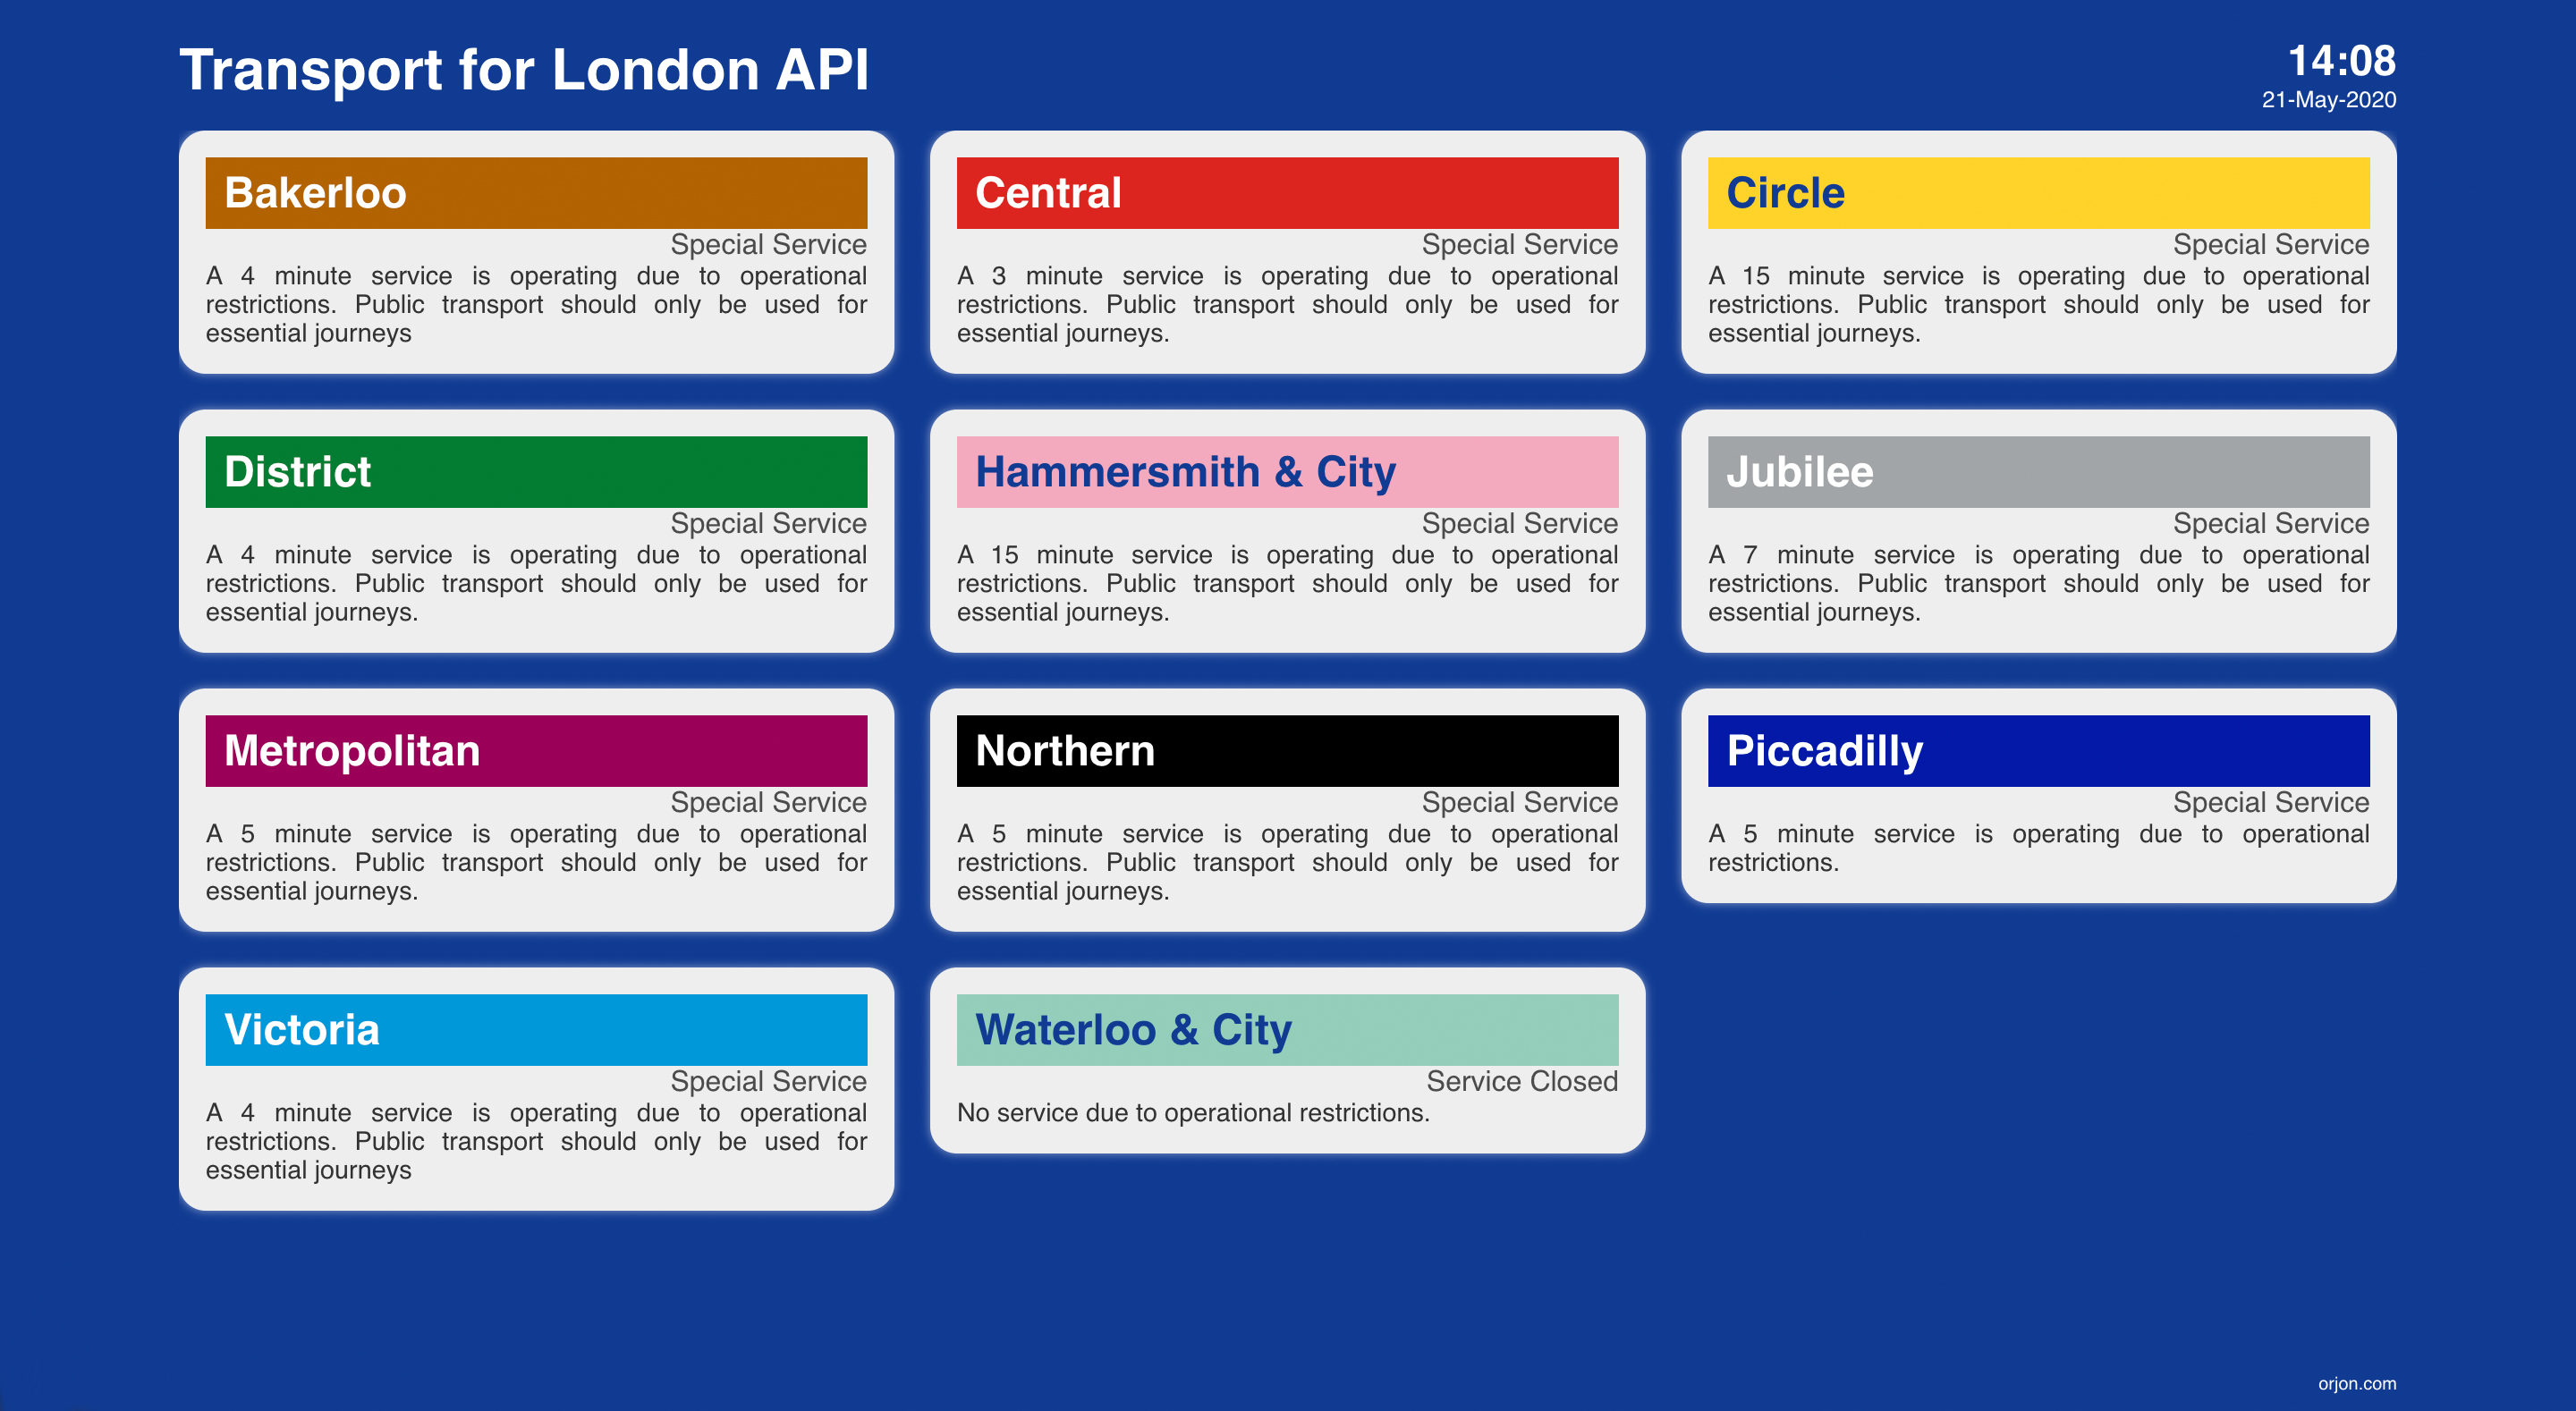 Transport for London API
14:08
21-May-2020
Bakerloo
Special Service
A 4 minute service is operating due to operational
restrictions. Public transport should only be used for
essential journeys
Central
Special Service
A 3 minute service is operating due to operational
restrictions. Public transport should only be used for
essential journeys.
Circle
Special Service
A 15 minute service is operating due to operational
restrictions. Public transport should only be used for
essential journeys.
District
Special Service
A 4 minute service is operating due to operational
restrictions. Public transport should only be used for
essential journeys.
Hammersmith & City
Special Service
A 15 minute service is operating due to operational
restrictions. Public transport should only be used for
essential journeys.
Jubilee
Special Service
A 7 minute service is operating due to operational
restrictions. Public transport should only be used for
essential journeys.
Metropolitan
Special Service
A 5 minute service is operating due to operational
restrictions. Public transport should only be used for
essential journeys.
Northern
Special Service
A 5 minute service is operating due to operational
restrictions. Public transport should only be used for
essential journeys.
Piccadilly
Special Service
A 5 minute service is operating due to operational
restrictions.
Victoria
Special Service
A 4 minute service is operating due to operational
restrictions. Public transport should only be used for
essential journeys
Waterloo & City
Service Closed
No service due to operational restrictions.
orjon.com